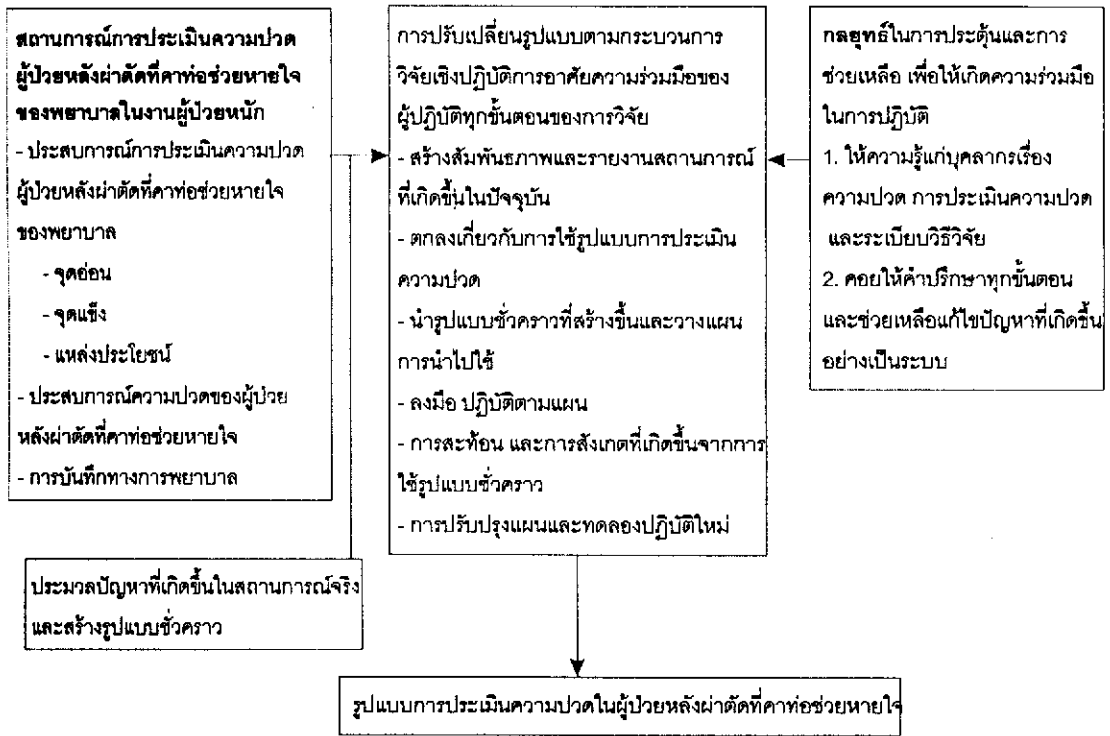 สถานการณ์การประเมินความปวด
ผู้ป่วยหลังผ่าตัดที่คาท่อช่วยหายใจ
ของพยาบาลในงานผู้ป่วยหนัก
- ประสบการณ์การประเมินความปวด
ผู้ป่วยหลังผ่าตัดที่คาท่อช่วยหายใจ
ของพยาบาล
- จุดอ่อน
- จุดแข็ง
- แหล่งประโยชน์
- ประสบการณ์ความปวดของผู้ป่วย
หลังผ่าตัดที่คาท่อช่วยหายใจ
- การบันทึกทางการพยาบาล
ประมวลปัญหาที่เกิดขึ้นในสถานการณ์จริง
และสร้างรูปแบบชั่วคราว
การปรับเปลี่ยนรูปแบบตามกระบวนการ
วิจัยเชิงปฏิบัติการอาศัยความร่วมมือของ
ผู้ปฏิบัติทุกขั้นตอนของการวิจัย
- สร้างสัมพันธภาพและรายงานสถานการณ์
ที่เกิดขึ้นในปัจจุบัน
- ตกลงเกี่ยวกับการใช้รูปแบบการประเมิน
ความปวด
- นำรูปแบบชั่วคราวที่สร้างขึ้นและวางแผน
การนำไปใช้
- ลงมือ ปฏิบัติตามแผน
- การสะท้อน และการสังเกตที่เกิดขึ้นจากการ
ใช้รูปแบบชั่วคราว
- การปรับปรุงแผนและทดลองปฏิบัติใหม่
กลยุทธ์ในการประตุ้นและการ
ช่วยเหลือ เพื่อให้เกิดความร่วมมือ
ในการปฏิบัติ
1. ให้ความรู้แก่บุคลากรเรื่อง
ความปวด การประเมินความปวด
และระเบียบวิธีวิจัย
2. คอยให้คำปรึกษาทุกขั้นตอน
และช่วยเหลือแก้ไขปัญหาที่เกิดขึ้น
อย่างเป็นระบบ
รูปแบบการประเมินความปวดในผู้ป่วยหลังผ่าตัดที่คาท่อช่วยหายใจ